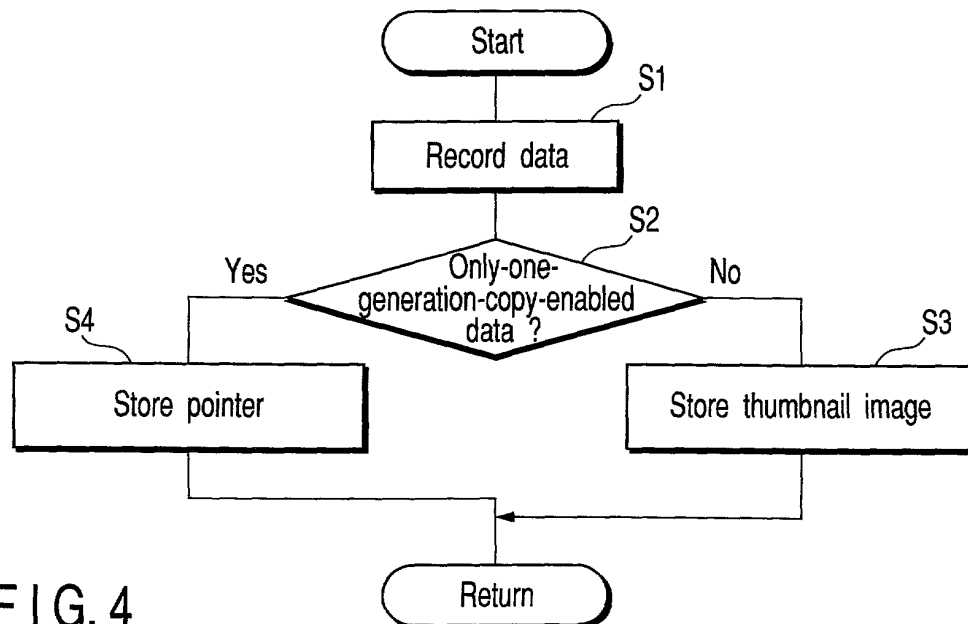 Start
S1
Record data
S2
Yes
Only-one-
generation-copy-enabled
data ?
No
S4
S3
Store pointer
Store thumbnail image
Return
FIG. 4